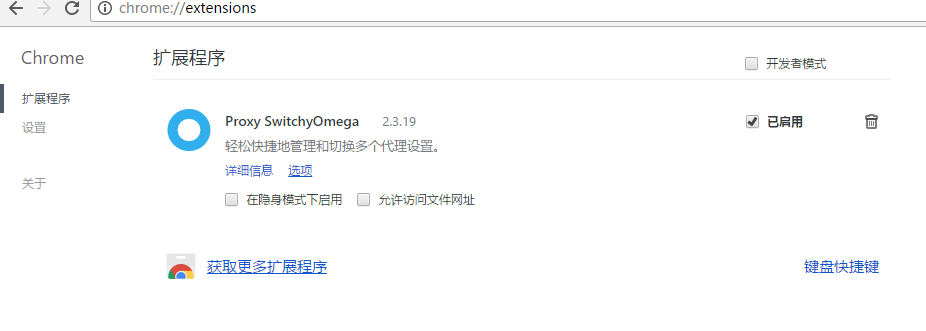 chrome://extensions
Chrome
扩展程序
开发者模式
扩展程序
设置
关于
Proxy SwitchyOmega 2.3.19
已启用
轻松快捷地管理和切换多个代理设置。
详细信息 选项
在隐身模式下启用 允许访问文件网址
获取更多扩展程序
键盘快捷键